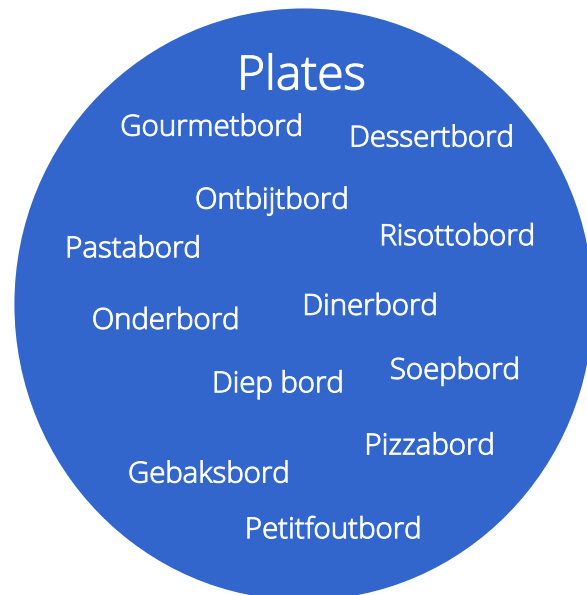 Plates
Gourmetbord
Dessertbord
Ontbijtbord
Risottobord
Pastabord
Dinerbord
Onderbord
Soepbord
Diep bord
Pizzabord
Gebaksbord
Petitfoutbord